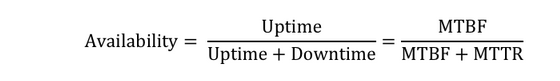 Availability = Uptime / (Uptime + Downtime) = MTBF / (MTBF + MTTR)